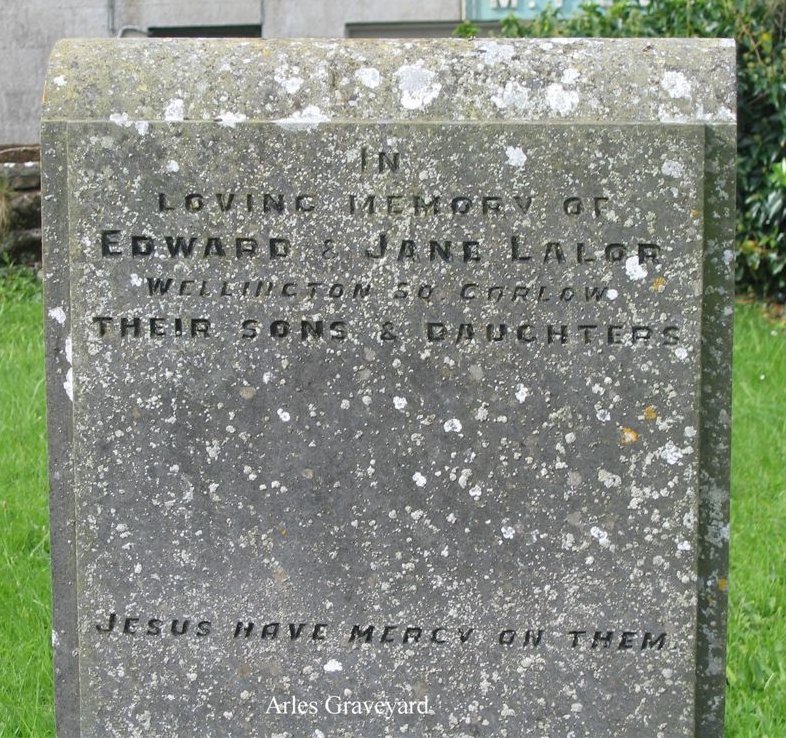 IN
LOVING MEMORY OF
EDWARD & JANE LALOR
WELLINGTON SQ. CARLOW
THEIR SONS & DAUGHTERS
JESUS HAVE MERCY ON THEM.
Arles Graveyard.